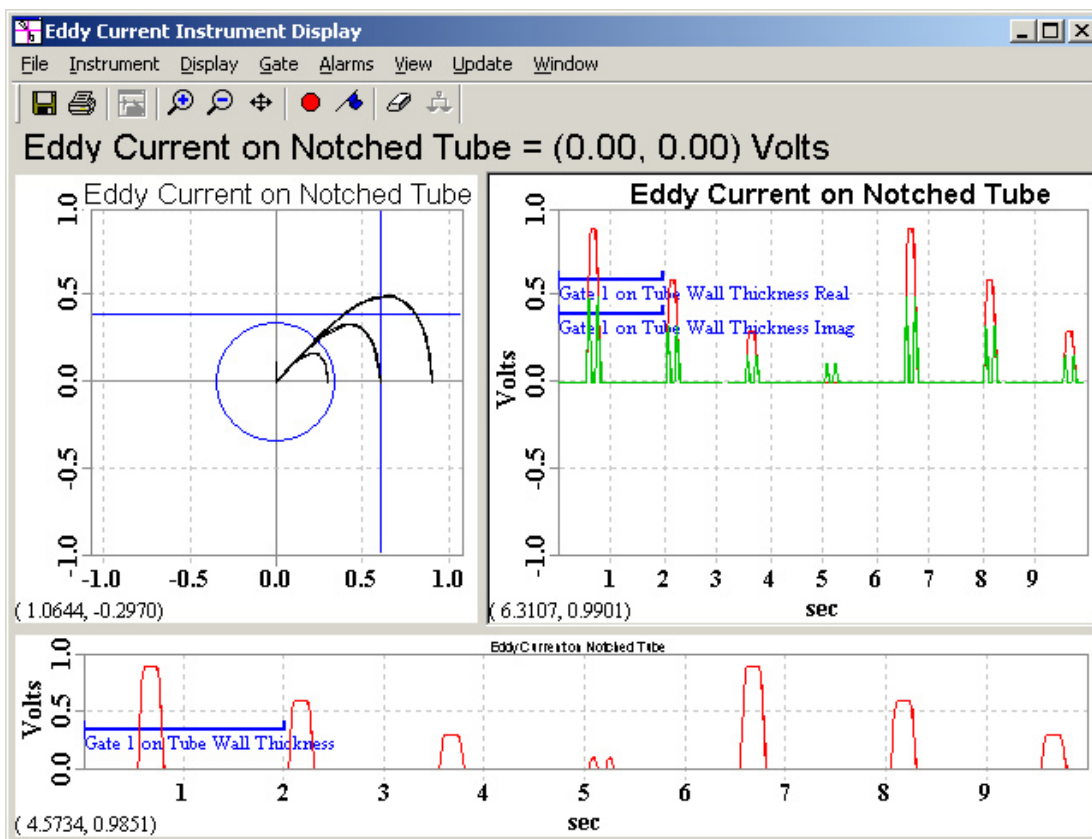 Eddy Current Instrument Display
File Instrument Display Gate Alarms View Update Window
Eddy Current on Notched Tube = (0.00, 0.00) Volts
Eddy Current on Notched Tube
1.0
0.5
0.0
-0.5
-1.0
-1.0 -0.5 0.0 0.5 1.0
( 1.0644, -0.2970)
Eddy Current on Notched Tube
1.0
0.5
0.0
-0.5
-1.0
Volts
Gate 1 on Tube Wall Thickness Real
Gate 1 on Tube Wall Thickness Imag
1 2 3 4 5 6 7 8 9
sec
( 6.3107, 0.9901)
Eddy Current on Notched Tube
1.0
0.5
0.0
Volts
Gate 1 on Tube Wall Thickness
1 2 3 4 5 6 7 8 9
sec
( 4.5734, 0.9851)